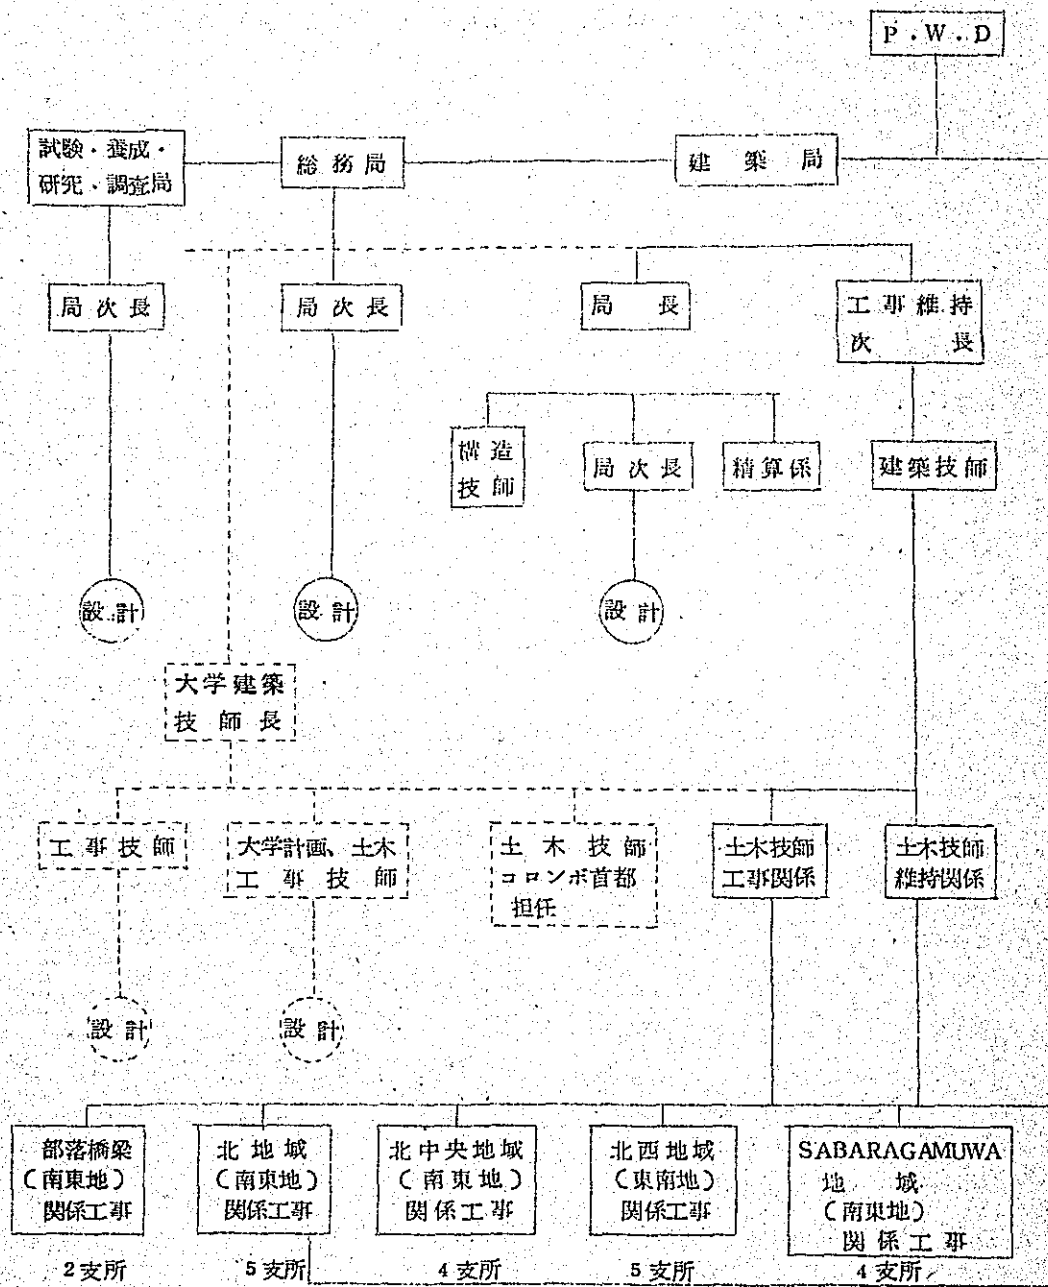 P.W.D
試験・養成・
研究・調査局
総務局
建築局
局次長
局次長
局長
工事維持
次長
構造
技師
局次長
精算係
建築技師
設計
設計
設計
大学建築
技師長
工事技師
大学計画、土木
工事技師
土木技師
コロンボ首都
担任
土木技師
工事関係
土木技師
維持関係
設計
設計
部落橋梁
(南東地)
関係工事
北地域
(南東地)
関係工事
北中央地域
(南東地)
関係工事
北西地域
(東南地)
関係工事
SABARAGAMUWA
地域
(南東地)
関係工事
2支所
5支所
4支所
5支所
4支所